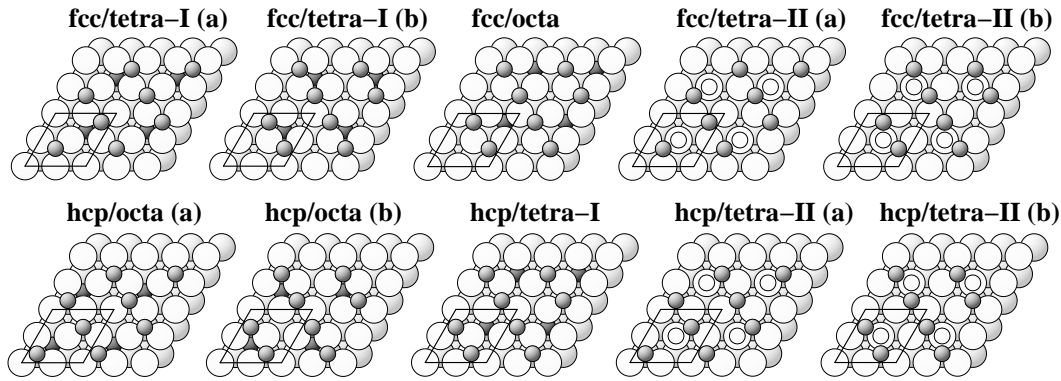 fcc/tetra−I (a) fcc/tetra−I (b) fcc/octa fcc/tetra−II (a) fcc/tetra−II (b)
hcp/octa (a) hcp/octa (b) hcp/tetra−I hcp/tetra−II (a) hcp/tetra−II (b)